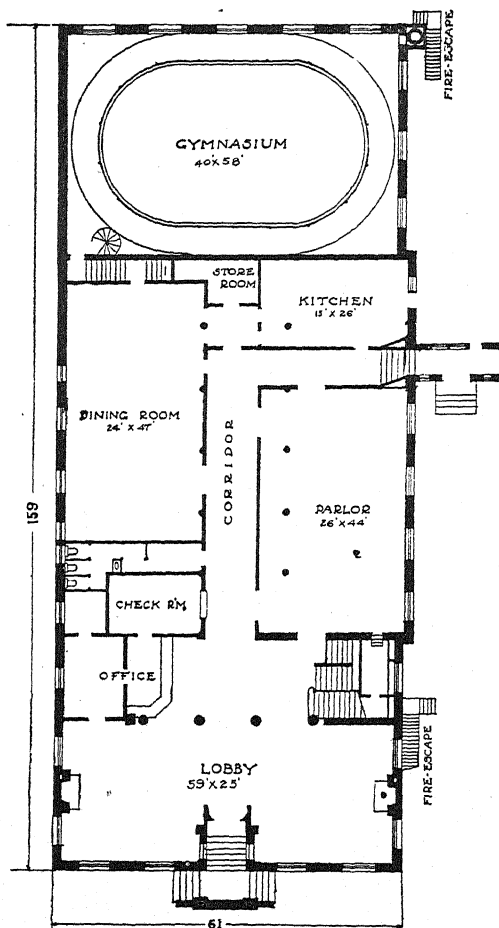 FIRE-ESCAPE
GYMNASIUM
40'X58'
STORE
ROOM
KITCHEN
15' X 26'
DINING ROOM
24' X 47'
CORRIDOR
PARLOR
26'X44'
159
CHECK R'M
OFFICE
LOBBY
59'X25'
FIRE-ESCAPE
61